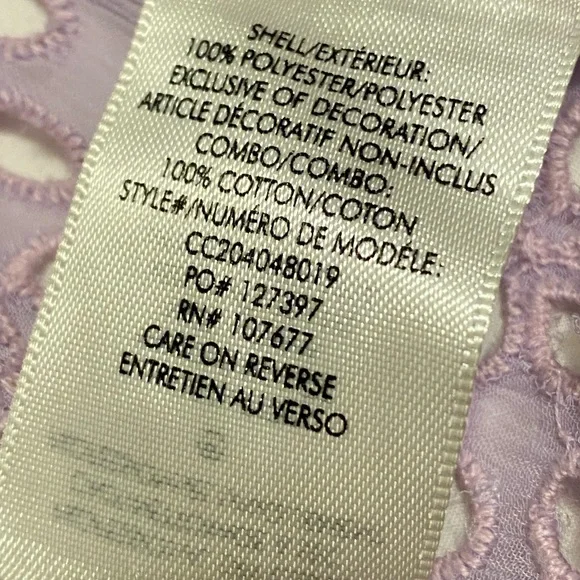 SHELL/EXTÉRIEUR:
100% POLYESTER/POLYESTER
EXCLUSIVE OF DECORATION/
ARTICLE DÉCORATIF NON-INCLUS
COMBO/COMBO:
100% COTTON/COTON
STYLE#/NUMÉRO DE MODÉLE:
CC204048019
PO# 127397
RN# 107677
CARE ON REVERSE
ENTRETIEN AU VERSO